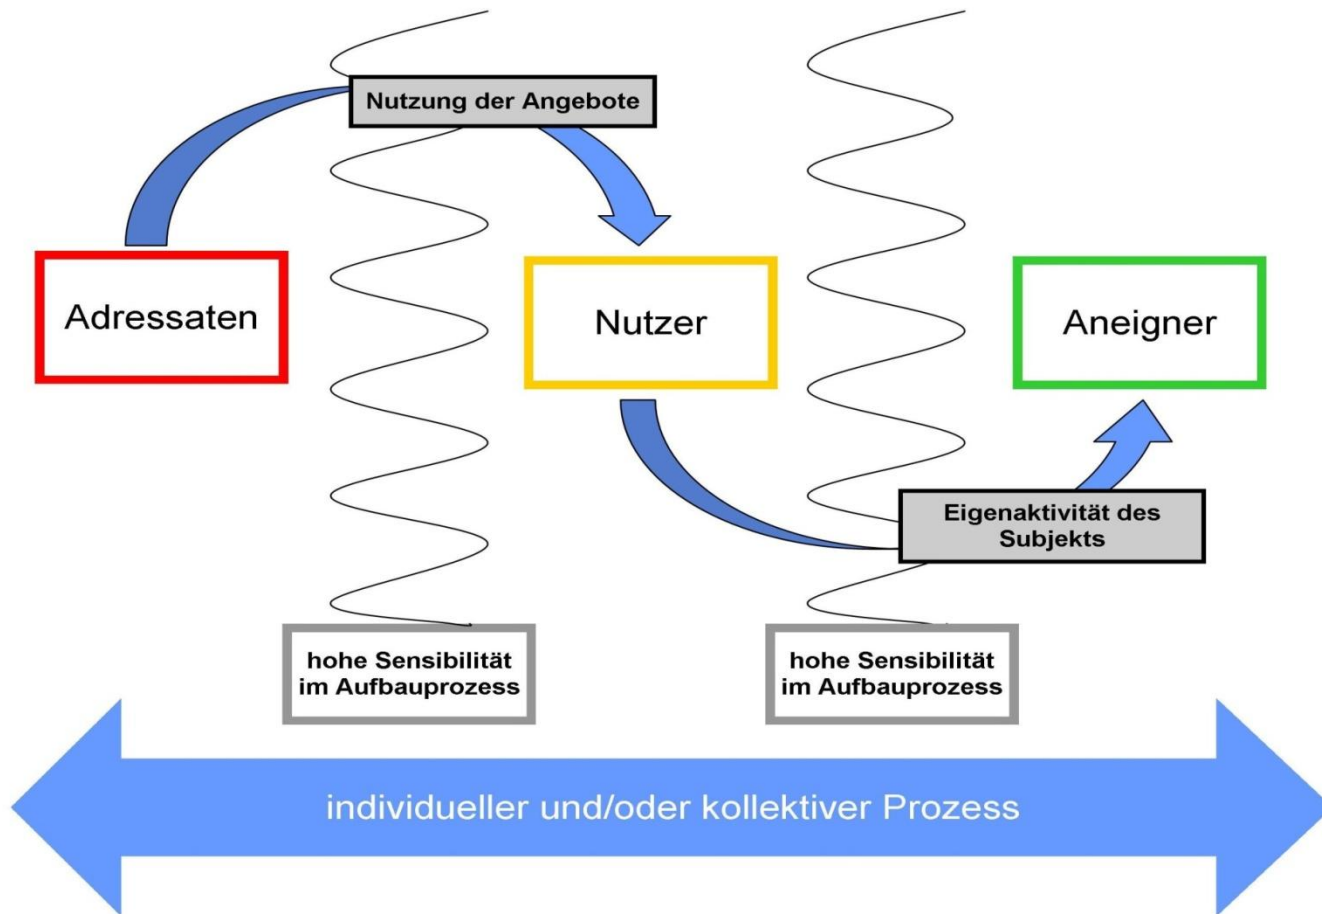 Nutzung der Angebote
Adressaten
Nutzer
Aneigner
Eigenaktivität des
Subjekts
hohe Sensibilität
im Aufbauprozess
hohe Sensibilität
im Aufbauprozess
individueller und/oder kollektiver Prozess